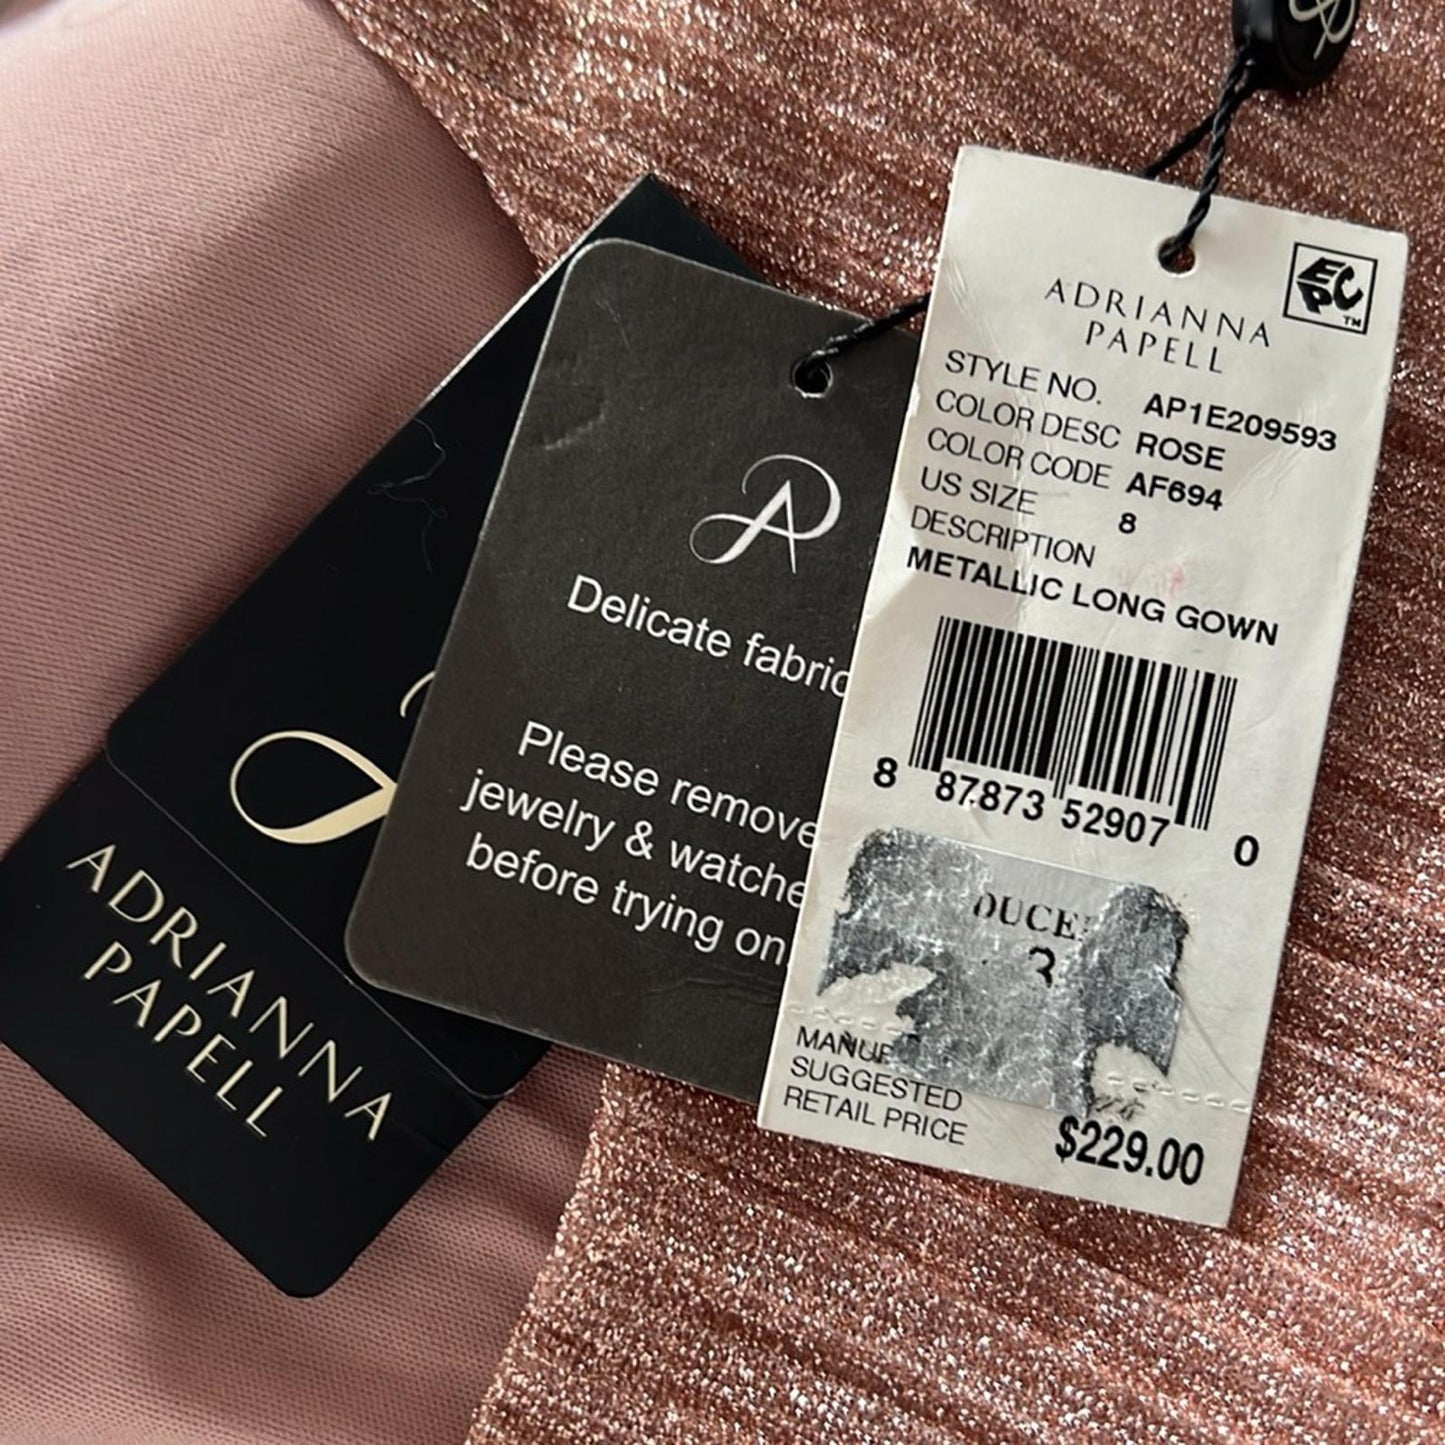 ADRIANNA
PAPELL
Delicate fabric
Please remove
jewelry &
before trying on
ADRIANNA
PAPELL
EPC™
STYLE NO. AP1E209593
COLOR DESC ROSE
COLOR CODE AF694
US SIZE 8
DESCRIPTION
METALLIC LONG GOWN
8 87873 52907 0
SUGGESTED
RETAIL PRICE
$229.00